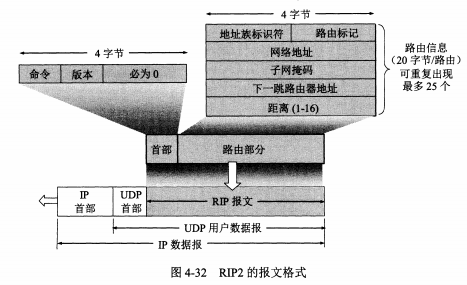 4 字节
4 字节
命令 版本 必为 0
地址族标识符 路由标记
网络地址
子网掩码
下一跳路由器地址
距离 (1-16)
路由信息
(20 字节/路由)
可重复出现
最多 25 个
首部 路由部分
IP
首部
UDP
首部
RIP 报文
UDP 用户数据报
IP 数据报
图 4-32 RIP2 的报文格式